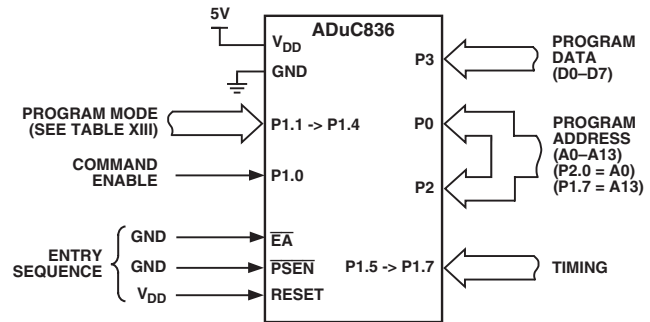 5V
ADuC836
VDD
GND
P3
PROGRAM
DATA
(D0–D7)
PROGRAM MODE
(SEE TABLE XIII)
P1.1 -> P1.4
P0
PROGRAM
ADDRESS
(A0–A13)
(P2.0 = A0)
(P1.7 = A13)
COMMAND
ENABLE
P1.0
P2
ENTRY
SEQUENCE
GND
EA
GND
PSEN
P1.5 -> P1.7
TIMING
VDD
RESET